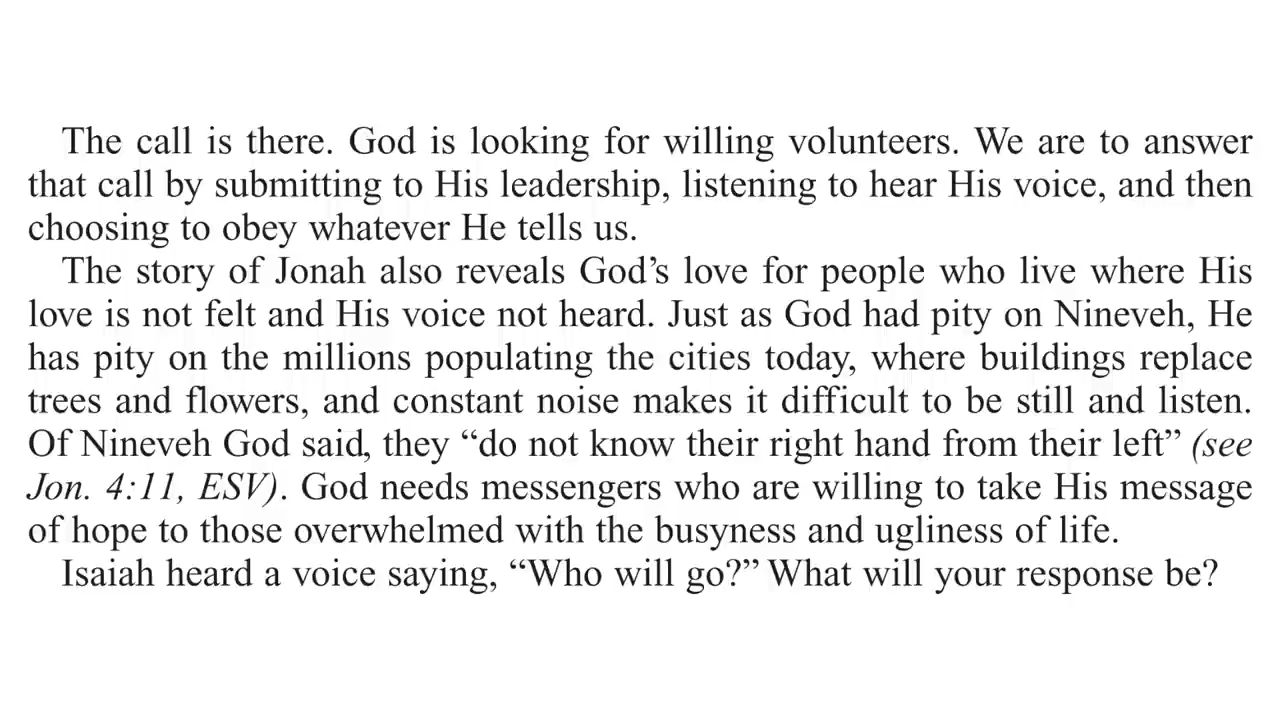 The call is there. God is looking for willing volunteers. We are to answer
that call by submitting to His leadership, listening to hear His voice, and then
choosing to obey whatever He tells us.
The story of Jonah also reveals God’s love for people who live where His
love is not felt and His voice not heard. Just as God had pity on Nineveh, He
has pity on the millions populating the cities today, where buildings replace
trees and flowers, and constant noise makes it difficult to be still and listen.
Of Nineveh God said, they “do not know their right hand from their left” (see
Jon. 4:11, ESV). God needs messengers who are willing to take His message
of hope to those overwhelmed with the busyness and ugliness of life.
Isaiah heard a voice saying, “Who will go?” What will your response be?